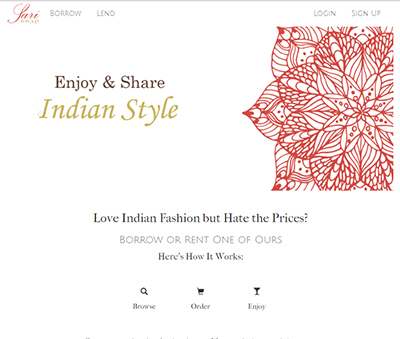 Sari
SWAP
BORROW
LEND
LOGIN
SIGN UP
Enjoy & Share
Indian Style
Love Indian Fashion but Hate the Prices?
Borrow or Rent One of Ours
Here's How It Works:
Browse
Order
Enjoy